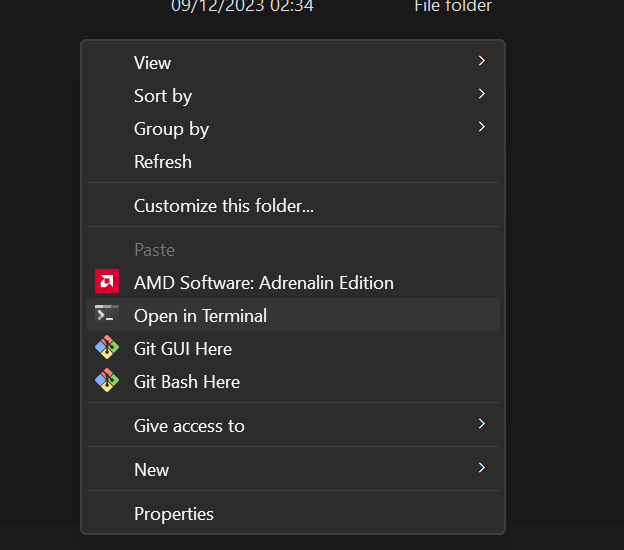 09/12/2023 02:34 File folder
View
Sort by
Group by
Refresh
Customize this folder...
Paste
AMD Software: Adrenalin Edition
Open in Terminal
Git GUI Here
Git Bash Here
Give access to
New
Properties